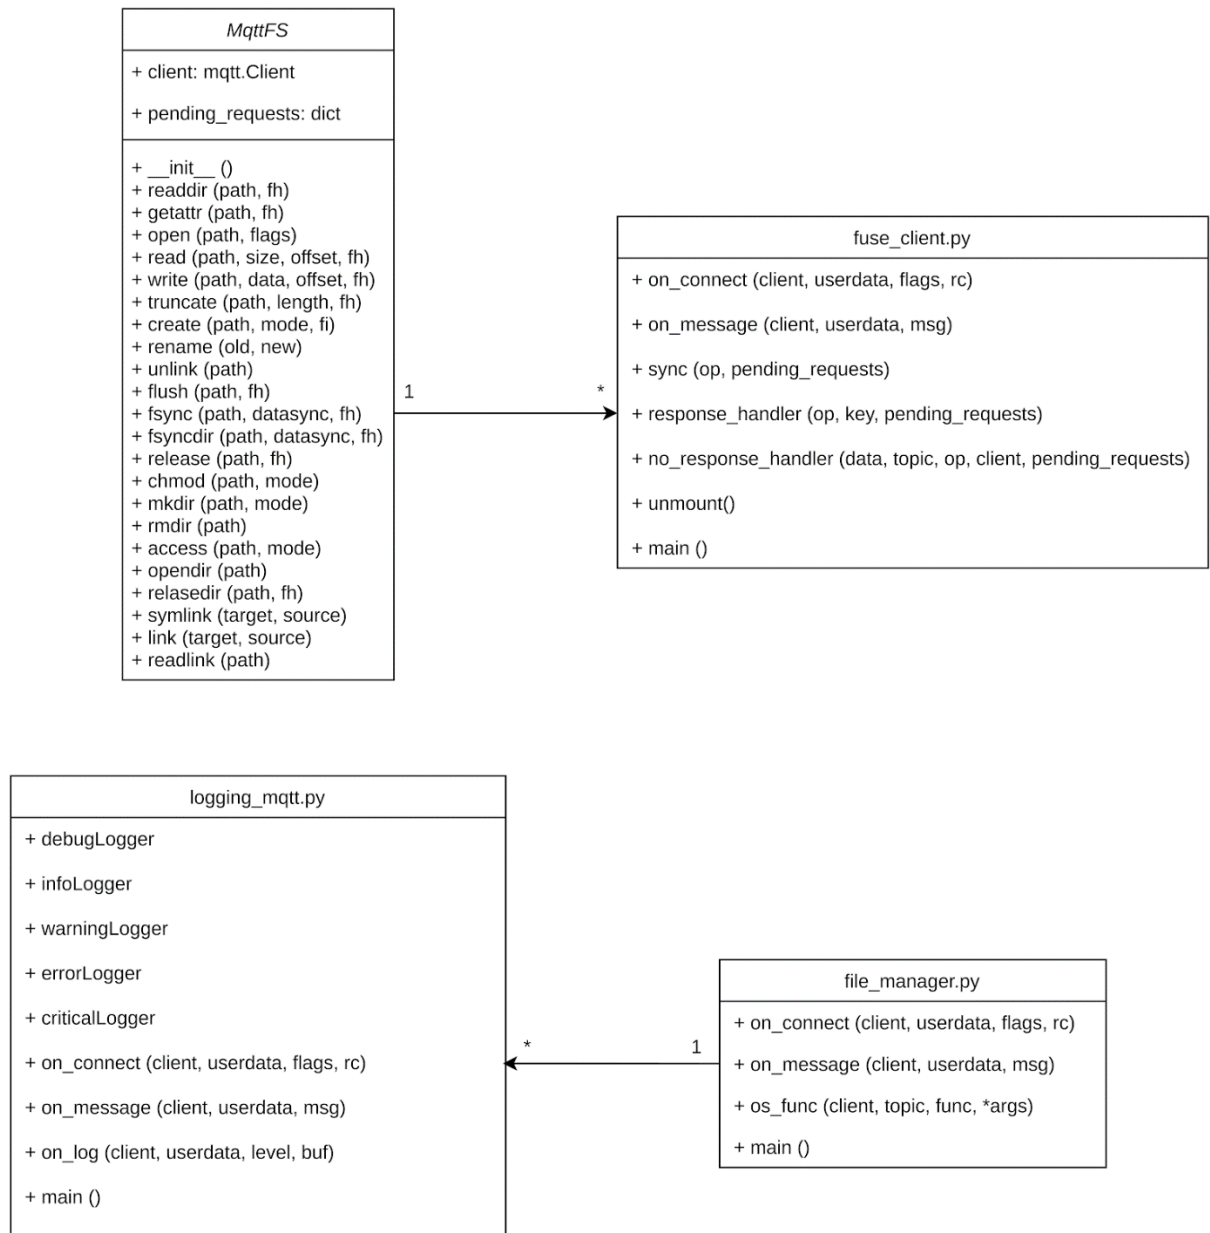 MqttFS
+ client: mqtt.Client
+ pending_requests: dict
+ __init__ ()
+ readdir (path, fh)
+ getattr (path, fh)
+ open (path, flags)
+ read (path, size, offset, fh)
+ write (path, data, offset, fh)
+ truncate (path, length, fh)
+ create (path, mode, fi)
+ rename (old, new)
+ unlink (path)
+ flush (path, fh)
+ fsync (path, datasync, fh)
+ fsyncdir (path, datasync, fh)
+ release (path, fh)
+ chmod (path, mode)
+ mkdir (path, mode)
+ rmdir (path)
+ access (path, mode)
+ opendir (path)
+ relasedir (path, fh)
+ symlink (target, source)
+ link (target, source)
+ readlink (path)
1
*
fuse_client.py
+ on_connect (client, userdata, flags, rc)
+ on_message (client, userdata, msg)
+ sync (op, pending_requests)
+ response_handler (op, key, pending_requests)
+ no_response_handler (data, topic, op, client, pending_requests)
+ unmount()
+ main ()
logging_mqtt.py
+ debugLogger
+ infoLogger
+ warningLogger
+ errorLogger
+ criticalLogger
+ on_connect (client, userdata, flags, rc)
+ on_message (client, userdata, msg)
+ on_log (client, userdata, level, buf)
+ main ()
*
1
file_manager.py
+ on_connect (client, userdata, flags, rc)
+ on_message (client, userdata, msg)
+ os_func (client, topic, func, *args)
+ main ()